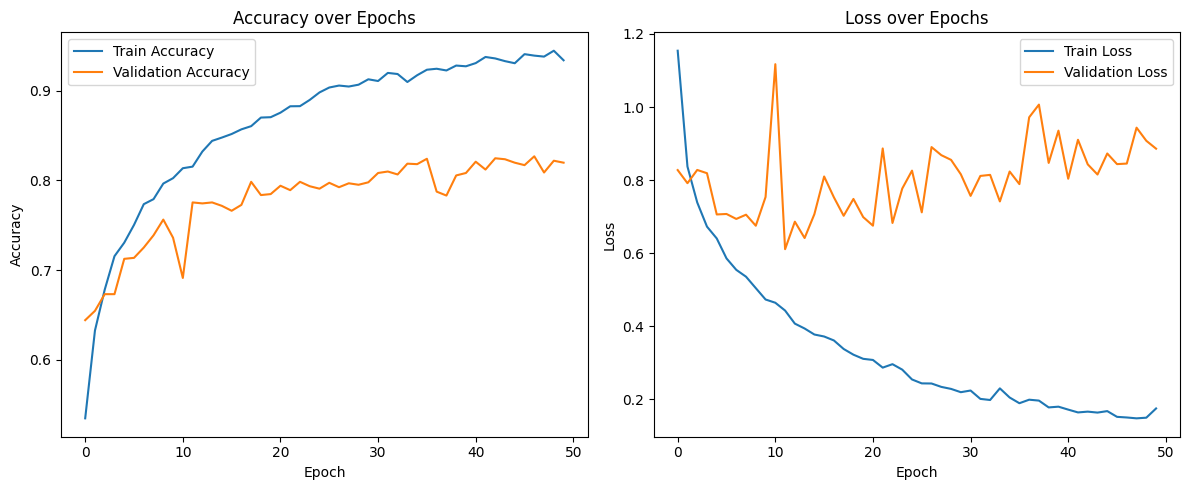 Accuracy over Epochs
Train Accuracy
Validation Accuracy
Accuracy
0.9
0.8
0.7
0.6
0 10 20 30 40 50
Epoch
Loss over Epochs
Train Loss
Validation Loss
Loss
1.2
1.0
0.8
0.6
0.4
0.2
0 10 20 30 40 50
Epoch